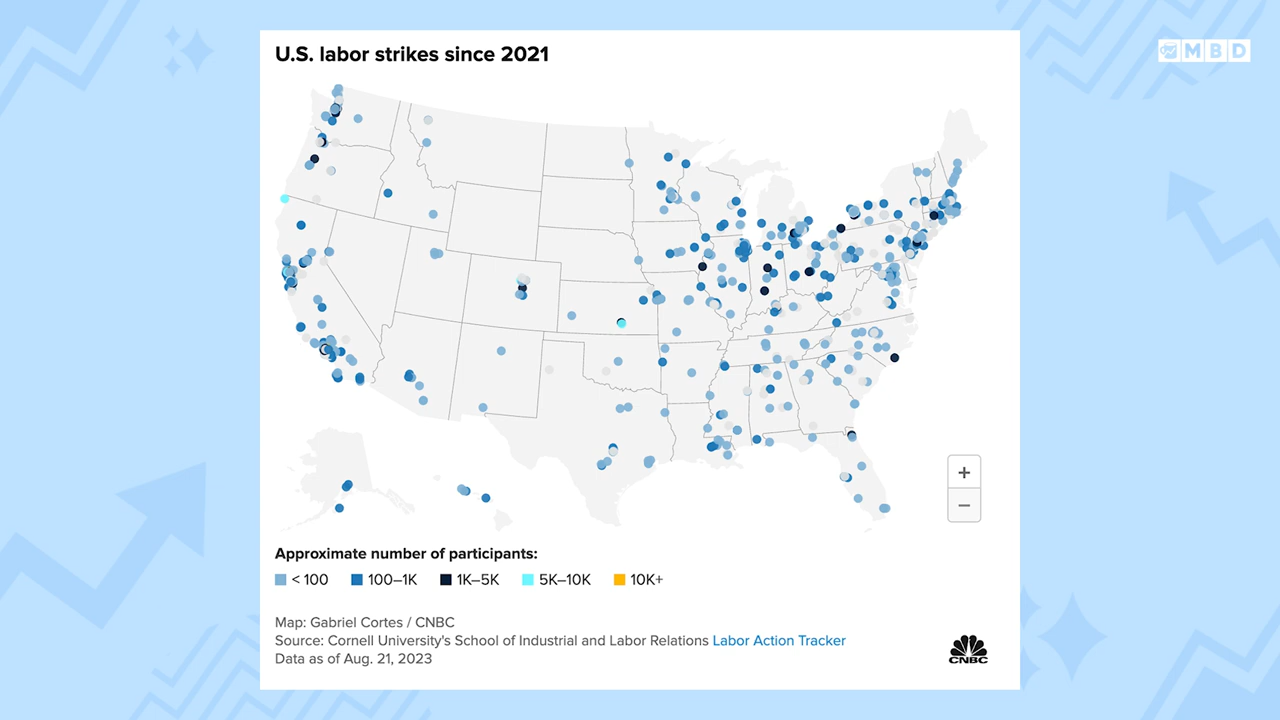 U.S. labor strikes since 2021
MBD
+
−
Approximate number of participants:
< 100 100–1K 1K–5K 5K–10K 10K+
Map: Gabriel Cortes / CNBC
Source: Cornell University's School of Industrial and Labor Relations Labor Action Tracker
Data as of Aug. 21, 2023
CNBC